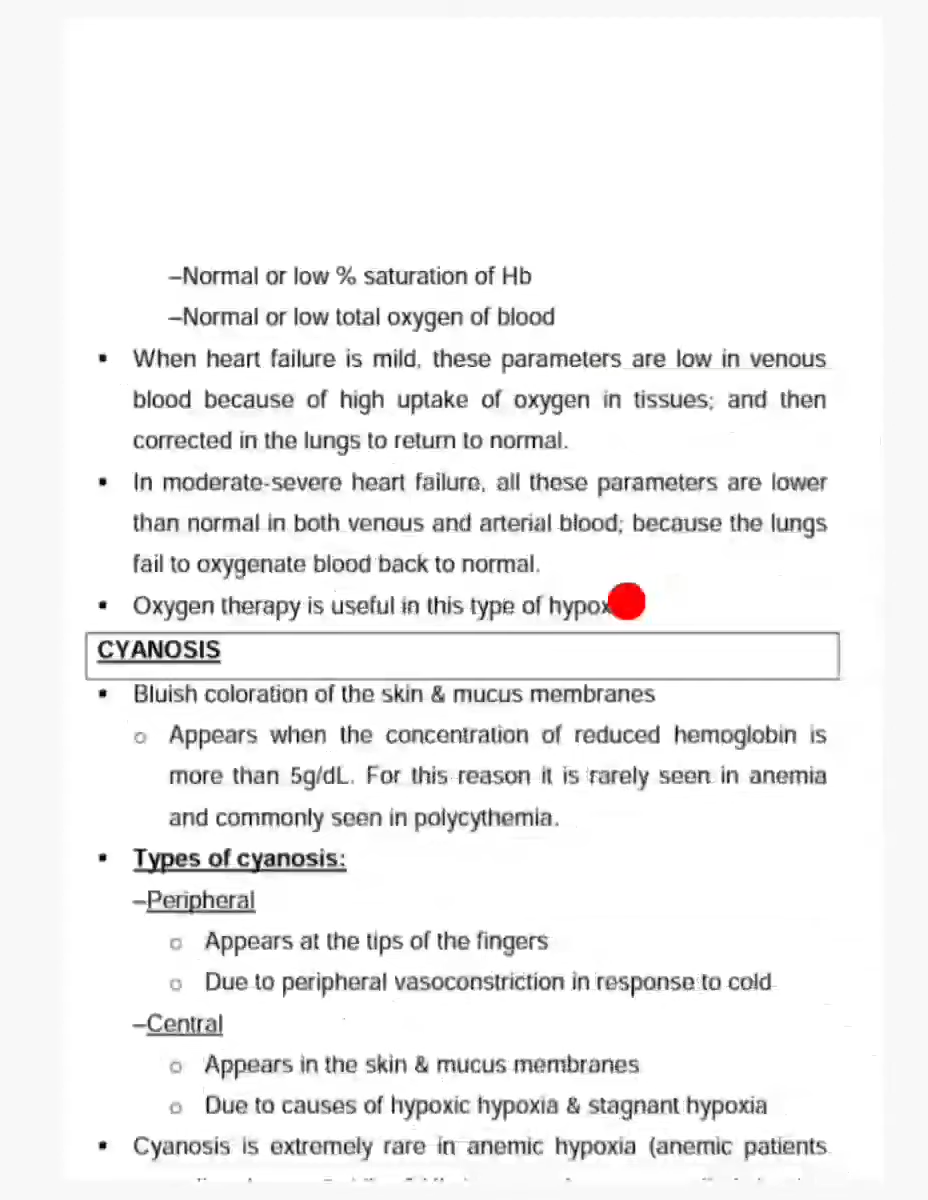 –Normal or low % saturation of Hb
–Normal or low total oxygen of blood
▪ When heart failure is mild, these parameters are low in venous
blood because of high uptake of oxygen in tissues; and then
corrected in the lungs to return to normal.
▪ In moderate-severe heart failure, all these parameters are lower
than normal in both venous and arterial blood; because the lungs
fail to oxygenate blood back to normal.
▪ Oxygen therapy is useful in this type of
CYANOSIS
▪ Bluish coloration of the skin & mucus membranes
o Appears when the concentration of reduced hemoglobin is
more than 5g/dL. For this reason it is rarely seen in anemia
and commonly seen in polycythemia.
▪ Types of cyanosis:
–Peripheral
o Appears at the tips of the fingers
o Due to peripheral vasoconstriction in response to cold
–Central
o Appears in the skin & mucus membranes
o Due to causes of hypoxic hypoxia & stagnant hypoxia
▪ Cyanosis is extremely rare in anemic hypoxia (anemic patients